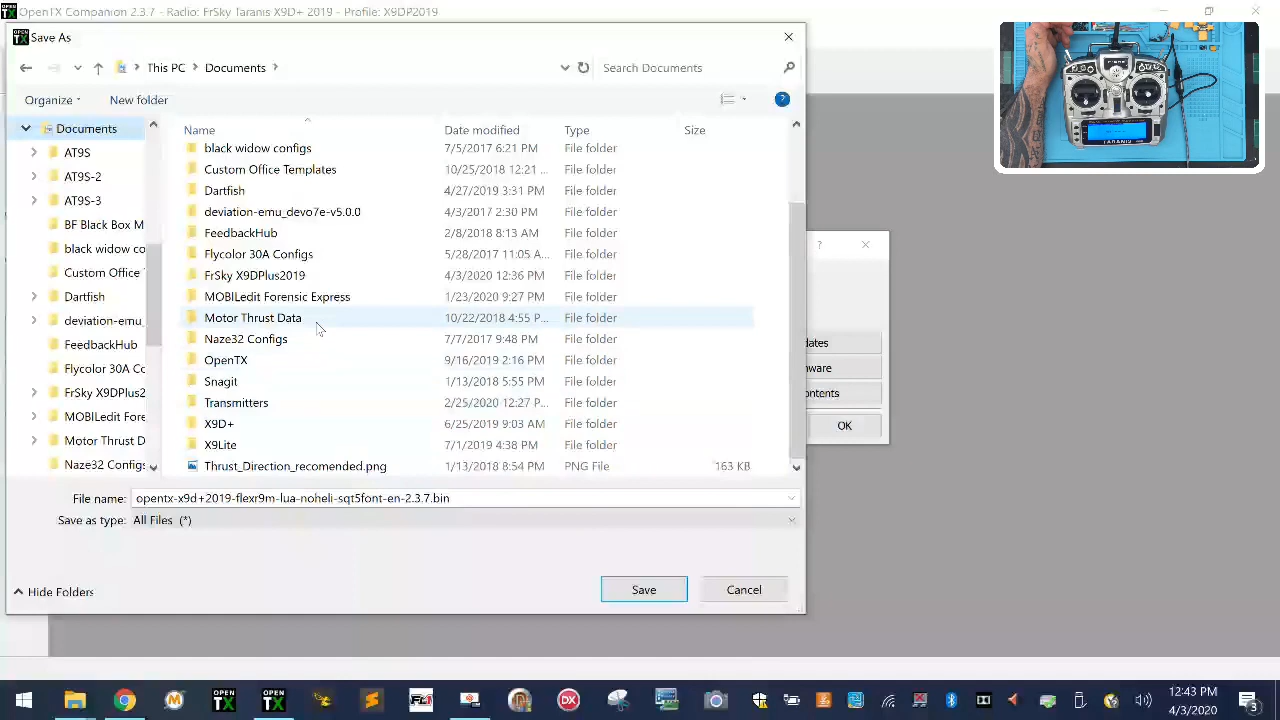 OpenTX Companion 2.3.7 - Radio: FrSky Taranis X9D+ 2019 - Profile: X9DP2019
OPEN TX Save As
This PC Documents Search Documents
Organize New folder
Documents
AT9S
AT9S-2
AT9S-3
BF Black Box M
black widow co
Custom Office T
Dartfish
deviation-emu_
FeedbackHub
Flycolor 30A Co
FrSky X9DPlus2
MOBILedit Fore
Motor Thrust D
Naze32 Configs
Name Date modified Type Size
black widow configs 7/5/2017 6:21 PM File folder
Custom Office Templates 10/25/2018 12:21 ... File folder
Dartfish 4/27/2019 3:31 PM File folder
deviation-emu_devo7e-v5.0.0 4/3/2017 2:30 PM File folder
FeedbackHub 2/8/2018 8:13 AM File folder
Flycolor 30A Configs 5/28/2017 11:05 A... File folder
FrSky X9DPlus2019 4/3/2020 12:36 PM File folder
MOBILedit Forensic Express 1/23/2020 9:27 PM File folder
Motor Thrust Data 10/22/2018 4:55 P... File folder
Naze32 Configs 7/7/2017 9:48 PM File folder
OpenTX 9/16/2019 2:16 PM File folder
Snagit 1/13/2018 5:55 PM File folder
Transmitters 2/25/2020 12:27 P... File folder
X9D+ 6/25/2019 9:03 AM File folder
X9Lite 7/1/2019 4:38 PM File folder
Thrust_Direction_recomended.png 1/13/2018 8:54 PM PNG File 163 KB
File name: opentx-x9d+2019-flexr9m-lua-noheli-sqt5font-en-2.3.7.bin
Save as type: All Files (*)
Hide Folders Save Cancel
?
dates
ware
ontents
OK
TARANIS
OPEN TX OPEN TX
12:43 PM
4/3/2020
3